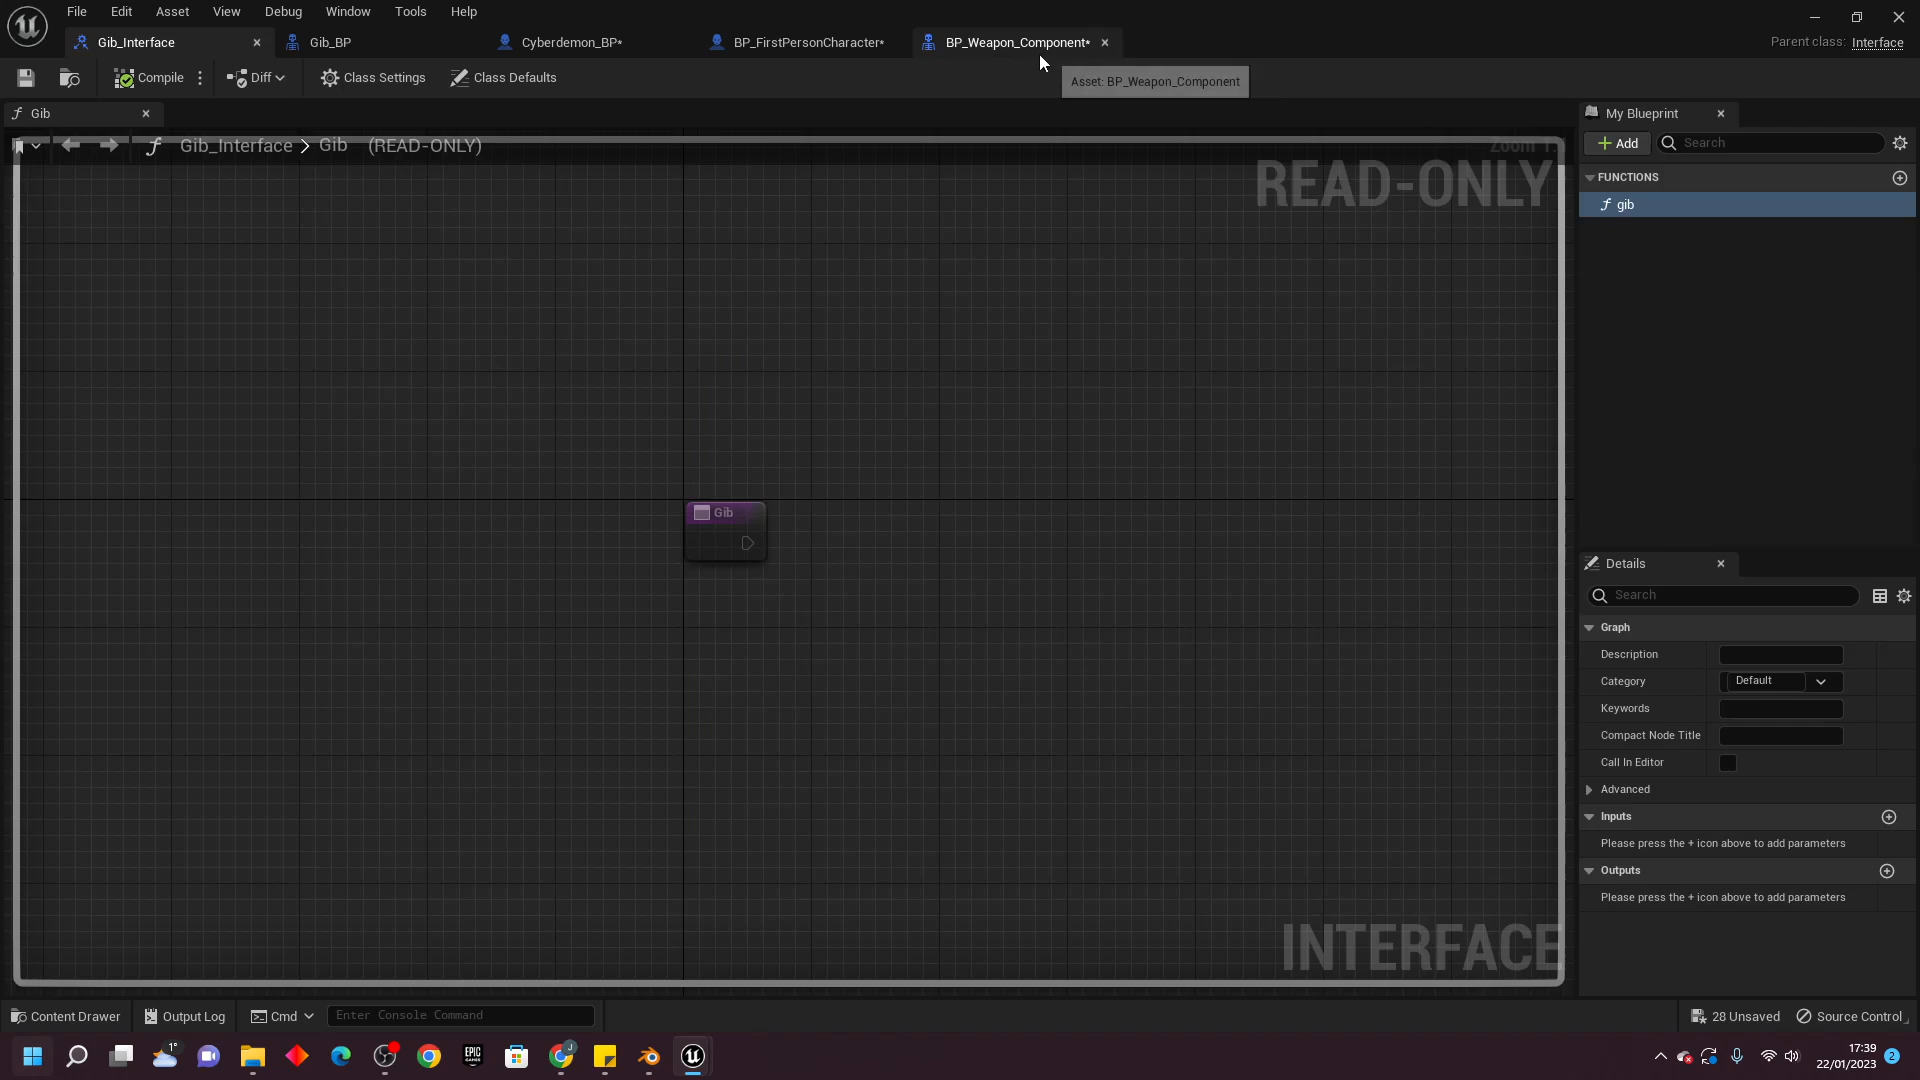 File Edit Asset View Debug Window Tools Help
Gib_Interface Gib_BP Cyberdemon_BP* BP_FirstPersonCharacter* BP_Weapon_Component* Parent class: Interface
Compile Diff Class Settings Class Defaults Asset: BP_Weapon_Component
Gib My Blueprint
Gib_Interface > Gib (READ-ONLY) Add Search
READ-ONLY
FUNCTIONS
gib
Gib
Details
Search
Graph
Description
Category Default
Keywords
Compact Node Title
Call In Editor
Advanced
Inputs
Please press the + icon above to add parameters
Outputs
Please press the + icon above to add parameters
INTERFACE
Content Drawer Output Log Cmd Enter Console Command 28 Unsaved Source Control
1° J EPIC GAMES 17:39
22/01/2023 2